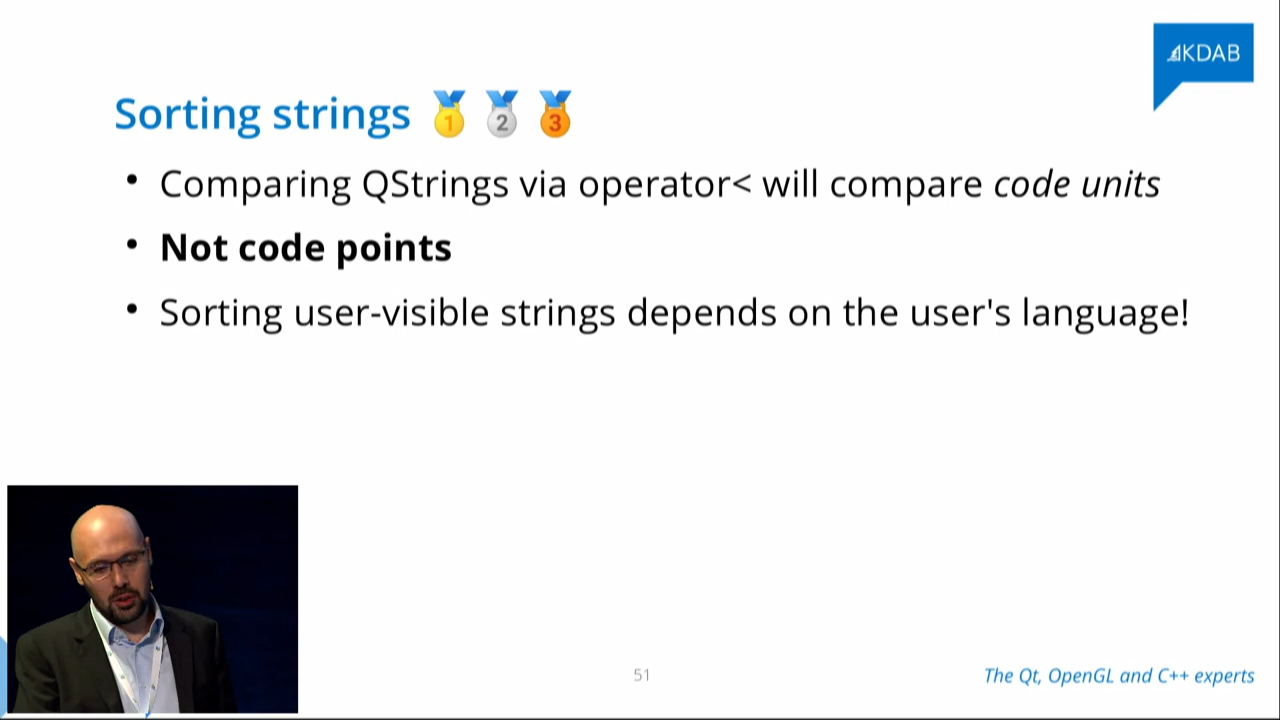 KDAB
Sorting strings 🥇 🥈 🥉
• Comparing QStrings via operator< will compare code units
• Not code points
• Sorting user-visible strings depends on the user's language!
51
The Qt, OpenGL and C++ experts